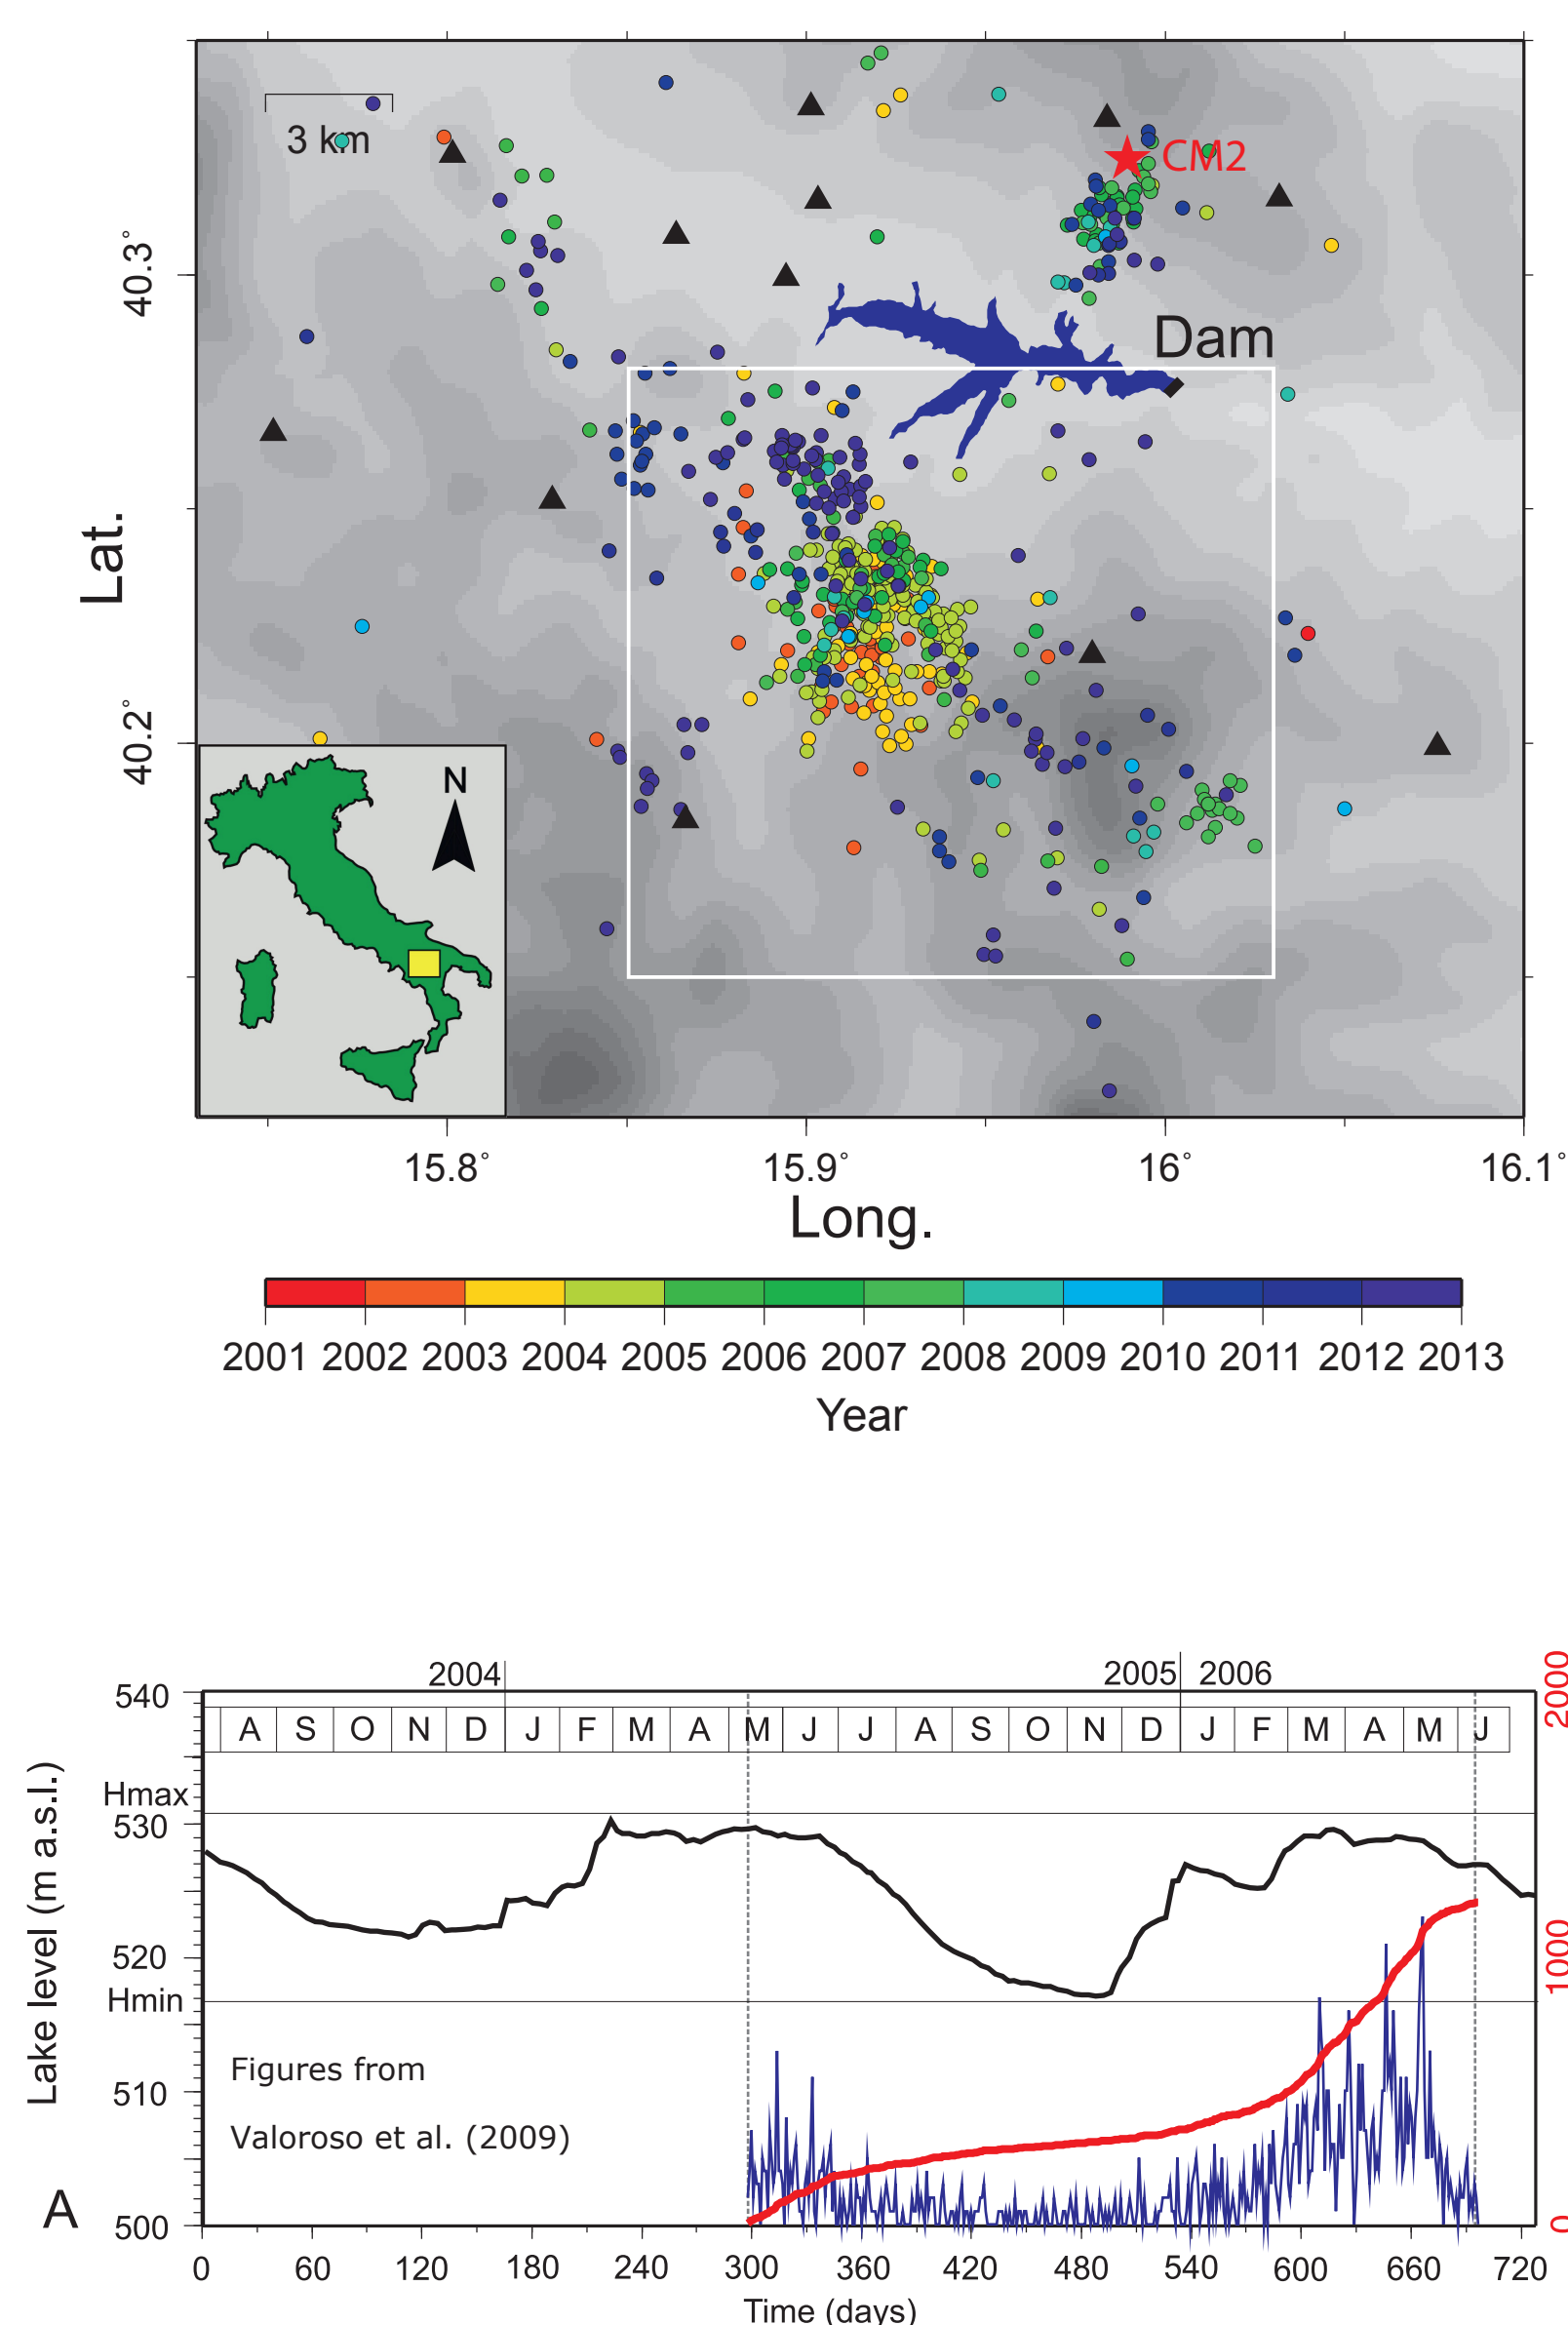 3 km
CM2
40.3°
Dam
Lat.
40.2°
N
15.8° 15.9° 16° 16.1°
Long.
2001 2002 2003 2004 2005 2006 2007 2008 2009 2010 2011 2012 2013
Year
2004 2005 2006
2000
540
A S O N D J F M A M J J A S O N D J F M A M J
Hmax
530
Lake level (m a.s.l.)
520
1000
Hmin
Figures from
510
Valoroso et al. (2009)
A
500
0
0 60 120 180 240 300 360 420 480 540 600 660 720
Time (days)